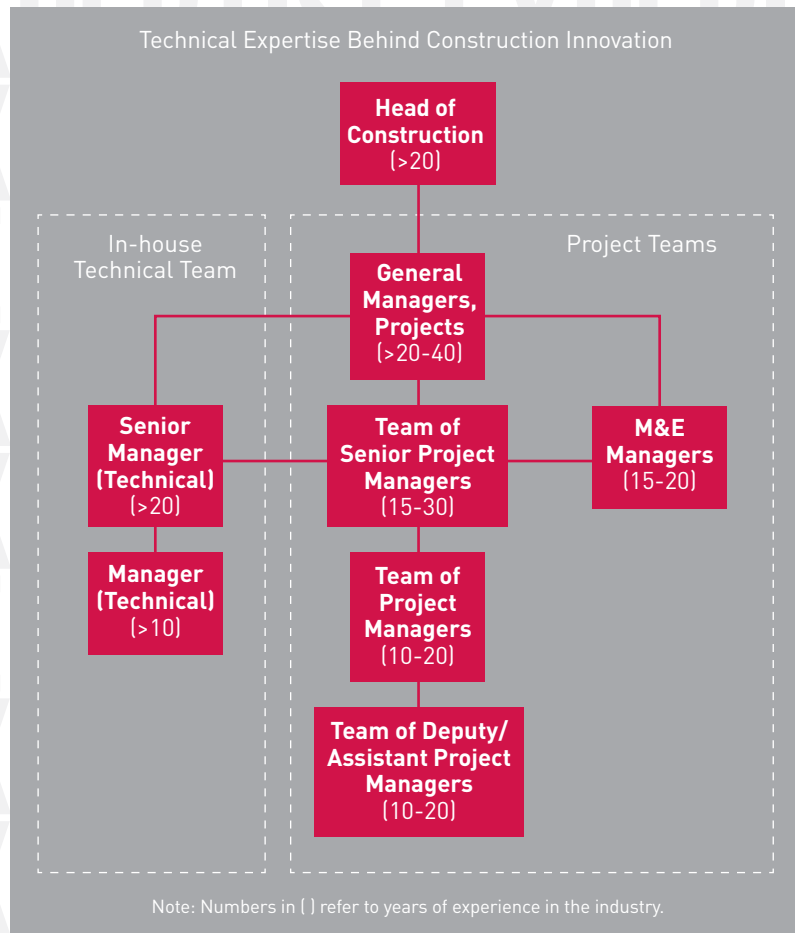 Technical Expertise Behind Construction Innovation
Head of
Construction
(>20)
In-house
Technical Team
Project Teams
General
Managers,
Projects
(>20-40)
Senior
Manager
(Technical)
(>20)
Team of
Senior Project
Managers
(15-30)
M&E
Managers
(15-20)
Manager
(Technical)
(>10)
Team of
Project
Managers
(10-20)
Team of Deputy/
Assistant Project
Managers
(10-20)
Note: Numbers in ( ) refer to years of experience in the industry.